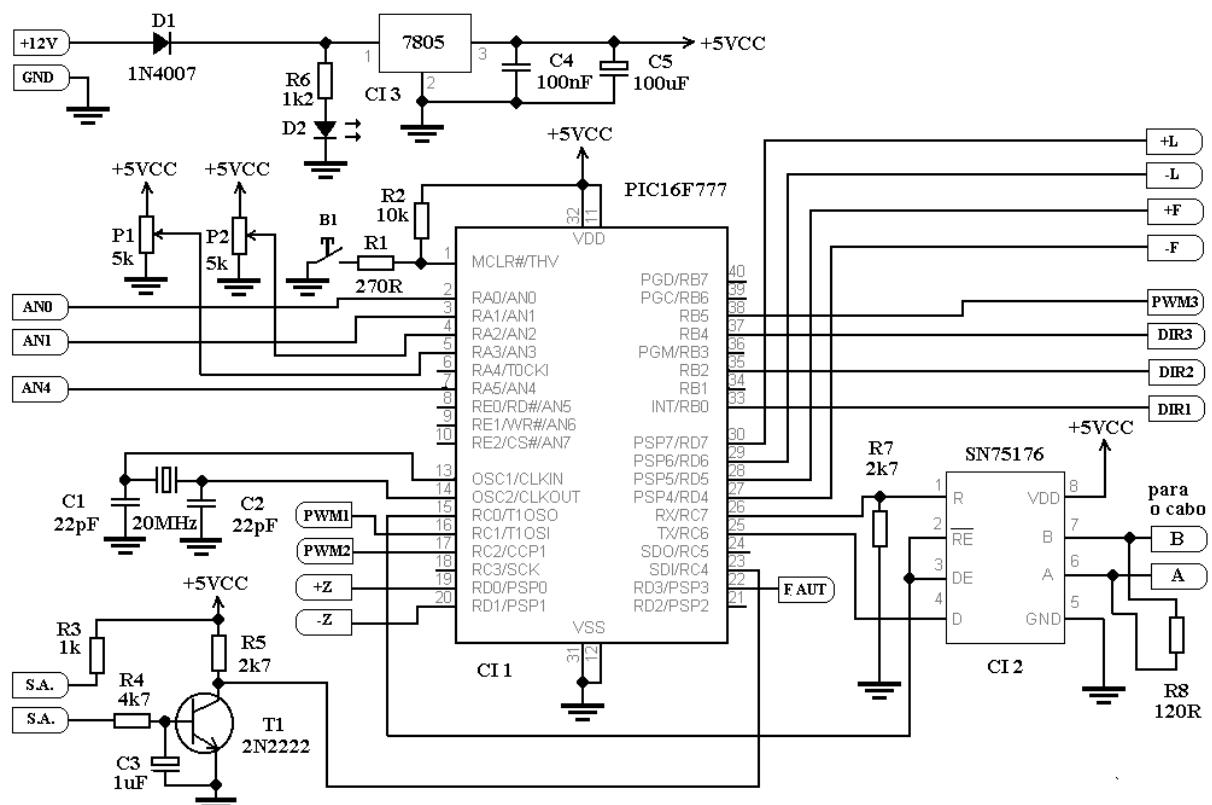 +12V
GND
D1
1N4007
R6
1k2
D2
1
7805
3
2
CI 3
C4
100nF
C5
100uF
+5VCC
+5VCC
+5VCC
P1
5k
P2
5k
B1
R1
270R
R2
10k
+5VCC
PIC16F777
32
11
VDD
1
MCLR#/THV
2
RA0/AN0
3
RA1/AN1
4
RA2/AN2
5
RA3/AN3
6
RA4/T0CKI
7
RA5/AN4
8
RE0/RD#/AN5
9
RE1/WR#/AN6
10
RE2/CS#/AN7
13
OSC1/CLKIN
14
OSC2/CLKOUT
15
RC0/T1OSO
16
RC1/T1OSI
17
RC2/CCP1
18
RC3/SCK
19
RD0/PSP0
20
RD1/PSP1
PGD/RB7
40
PGC/RB6
39
RB5
38
RB4
37
PGM/RB3
36
RB2
35
RB1
34
INT/RB0
33
PSP7/RD7
30
PSP6/RD6
29
PSP5/RD5
28
PSP4/RD4
27
RX/RC7
26
TX/RC6
25
SDO/RC5
24
SDI/RC4
23
RD3/PSP3
22
RD2/PSP2
21
VSS
31
12
CI 1
AN0
AN1
AN4
C1
22pF
20MHz
C2
22pF
PWM1
PWM2
+Z
-Z
+L
-L
+F
-F
PWM3
DIR3
DIR2
DIR1
F AUT
R7
2k7
SN75176
+5VCC
1
R
2
RE
3
DE
4
D
VDD
8
B
7
A
6
GND
5
CI 2
para
o cabo
B
A
R8
120R
+5VCC
R3
1k
R5
2k7
S.A.
S.A.
R4
4k7
T1
2N2222
C3
1uF